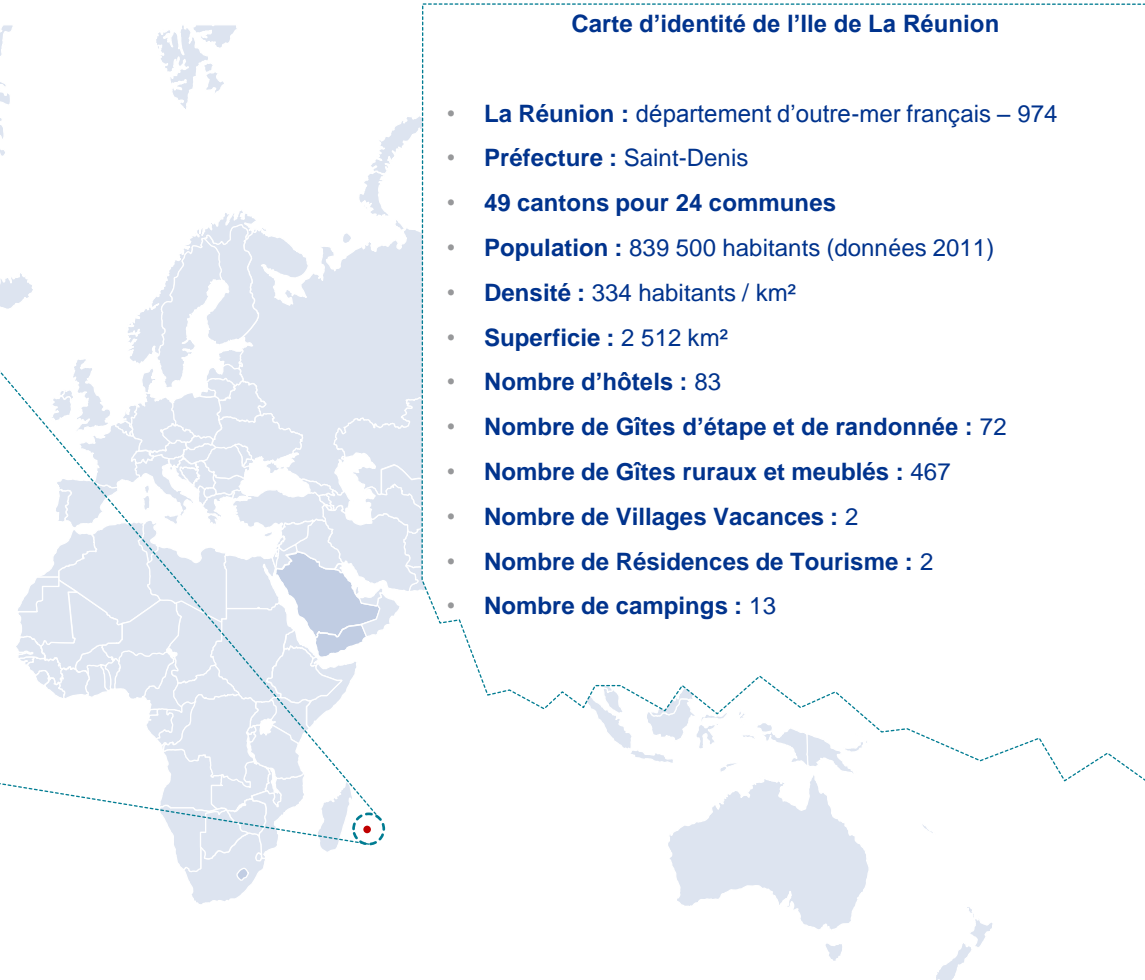 Carte d’identité de l’Ile de La Réunion
• La Réunion : département d’outre-mer français – 974
• Préfecture : Saint-Denis
• 49 cantons pour 24 communes
• Population : 839 500 habitants (données 2011)
• Densité : 334 habitants / km²
• Superficie : 2 512 km²
• Nombre d’hôtels : 83
• Nombre de Gîtes d’étape et de randonnée : 72
• Nombre de Gîtes ruraux et meublés : 467
• Nombre de Villages Vacances : 2
• Nombre de Résidences de Tourisme : 2
• Nombre de campings : 13